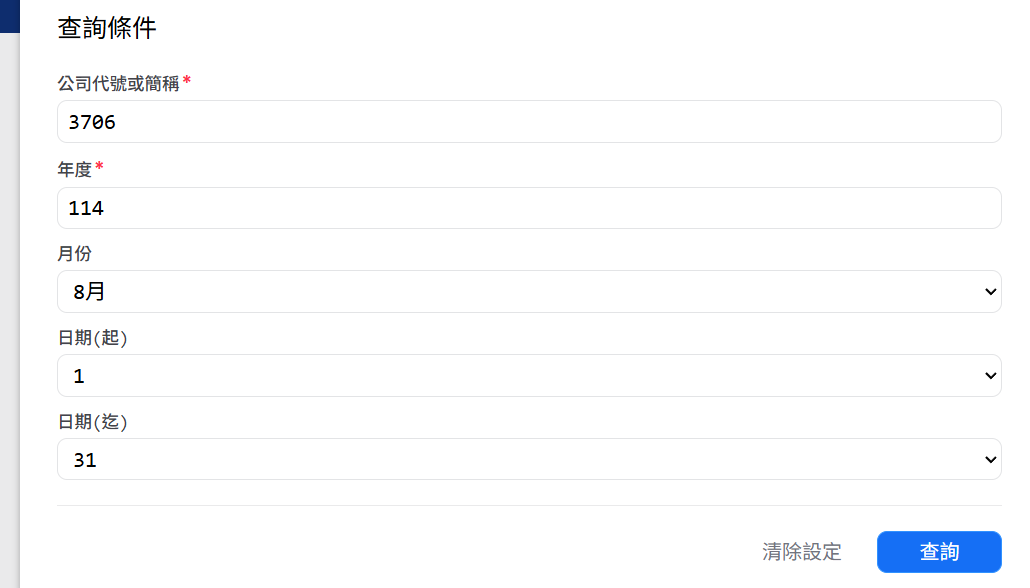 查詢條件
公司代號或簡稱*
3706
年度*
114
月份
8月
日期(起)
1
日期(迄)
31
清除設定 查詢